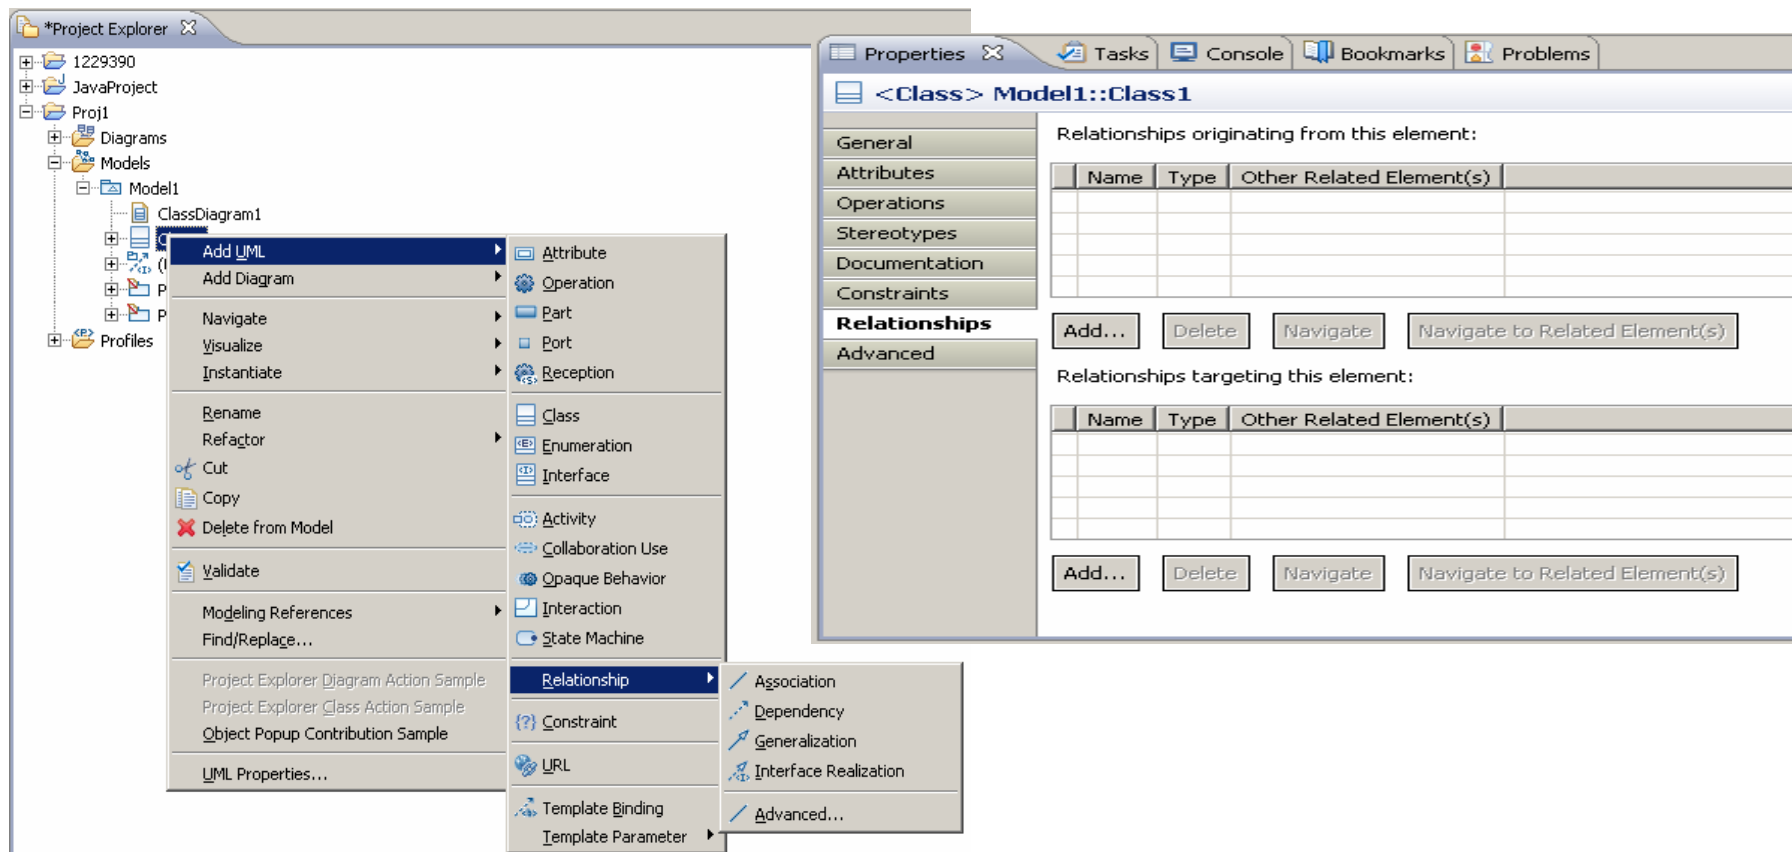 *Project Explorer
1229390
JavaProject
Proj1
Diagrams
Models
Model1
ClassDiagram1
(
P
P
Profiles
Add UML
Add Diagram
Navigate
Visualize
Instantiate
Rename
Refactor
Cut
Copy
Delete from Model
Validate
Modeling References
Find/Replace...
Project Explorer Diagram Action Sample
Project Explorer Class Action Sample
Object Popup Contribution Sample
UML Properties...
Attribute
Operation
Part
Port
Reception
Class
Enumeration
Interface
Activity
Collaboration Use
Opaque Behavior
Interaction
State Machine
Relationship
{?} Constraint
URL
Template Binding
Template Parameter
Association
Dependency
Generalization
Interface Realization
Advanced...
Properties Tasks Console Bookmarks Problems
<Class> Model1::Class1
General
Attributes
Operations
Stereotypes
Documentation
Constraints
Relationships
Advanced
Relationships originating from this element:
Name Type Other Related Element(s)
Add... Delete Navigate Navigate to Related Element(s)
Relationships targeting this element:
Name Type Other Related Element(s)
Add... Delete Navigate Navigate to Related Element(s)